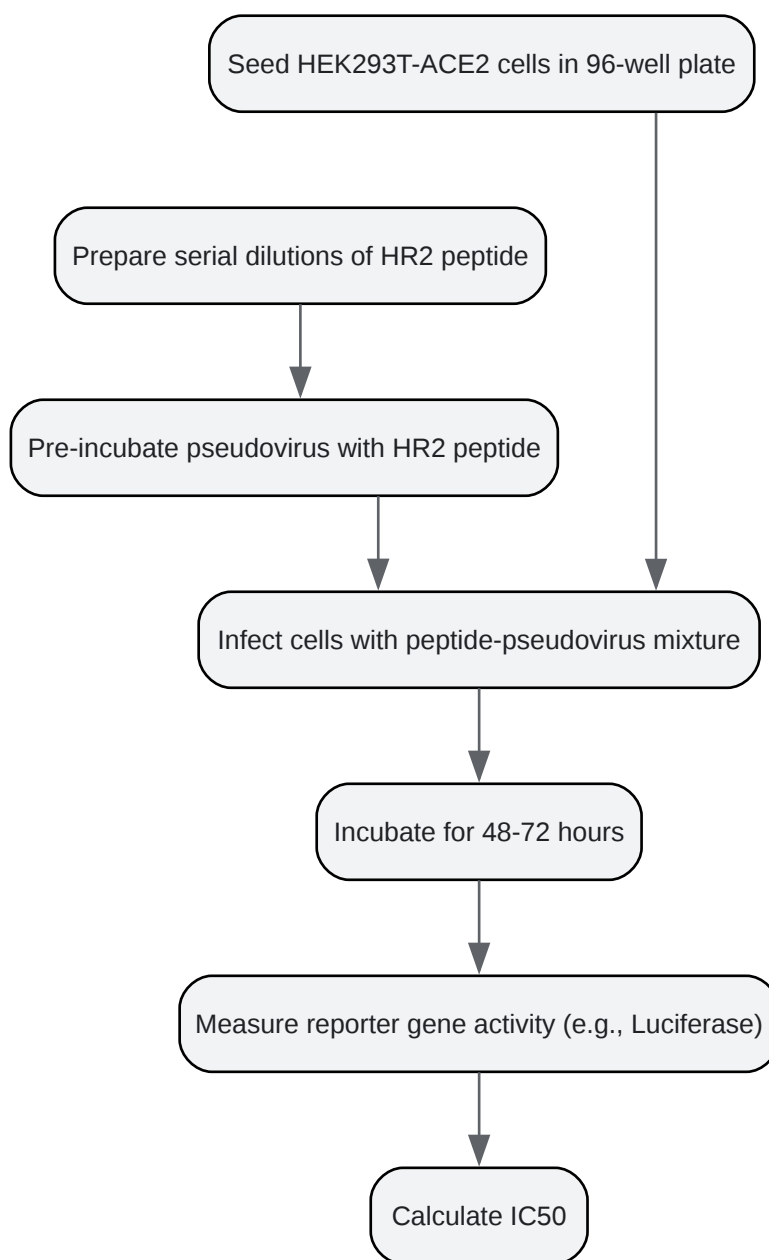 Seed HEK293T-ACE2 cells in 96-well plate
Prepare serial dilutions of HR2 peptide
Pre-incubate pseudovirus with HR2 peptide
Infect cells with peptide-pseudovirus mixture
Incubate for 48-72 hours
Measure reporter gene activity (e.g., Luciferase)
Calculate IC50